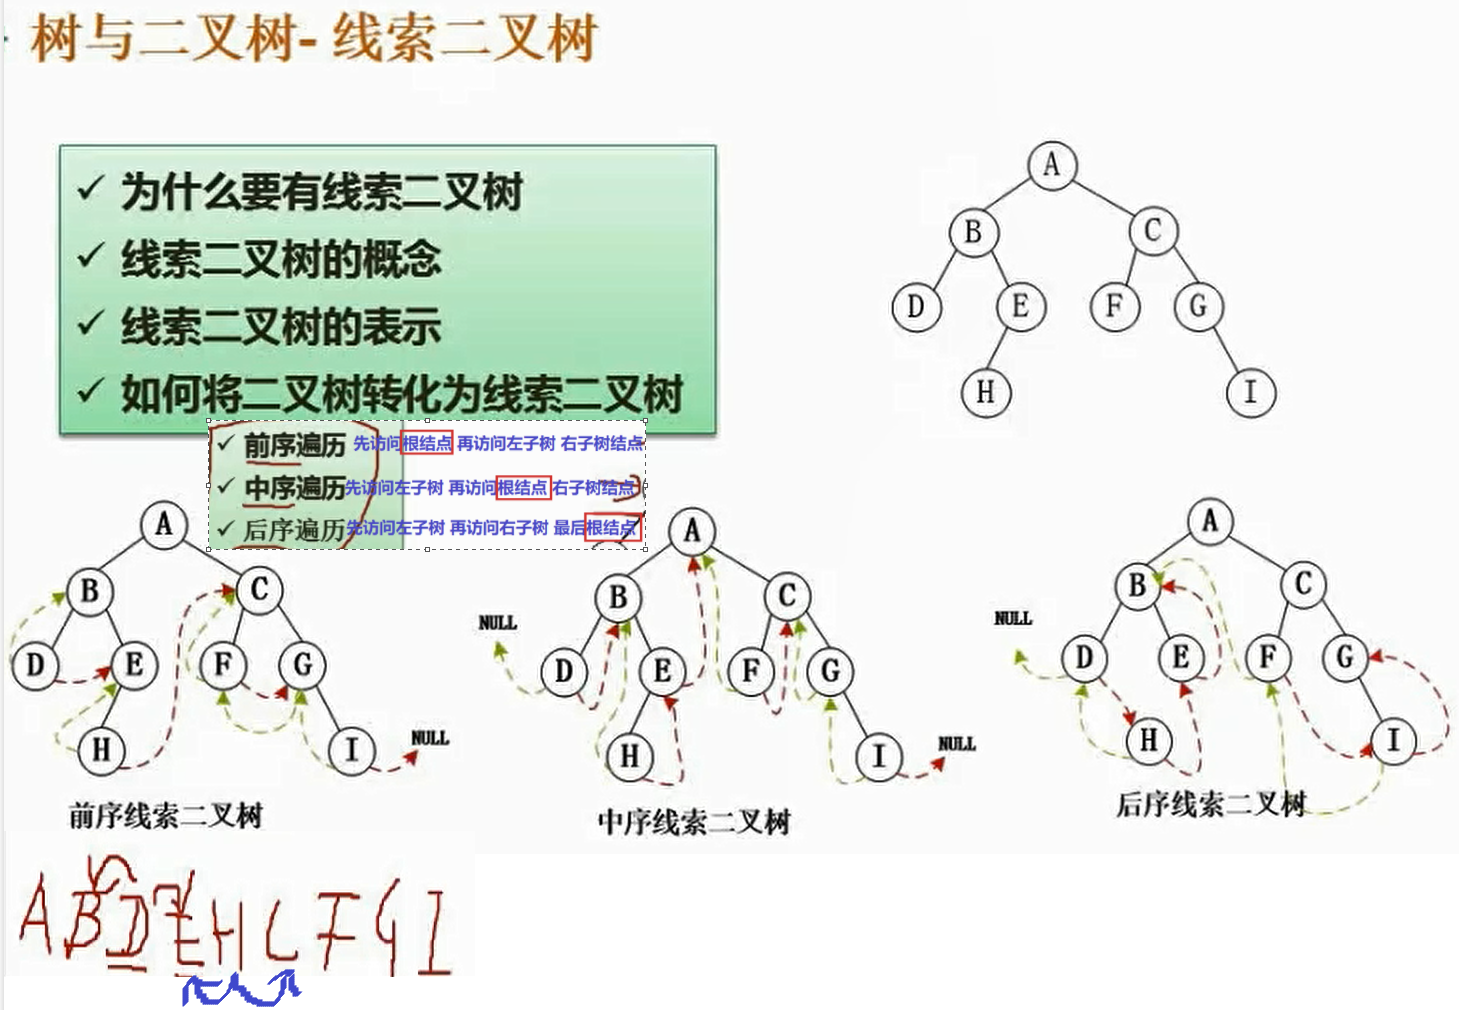 树与二叉树- 线索二叉树
✓ 为什么要有线索二叉树
✓ 线索二叉树的概念
✓ 线索二叉树的表示
✓ 如何将二叉树转化为线索二叉树
A
B
C
D
E
F
G
H
I
✓ 前序遍历 先访问根结点 再访问左子树 右子树结点
✓ 中序遍历 先访问左子树 再访问根结点 右子树结点
✓ 后序遍历 先访问左子树 再访问右子树 最后根结点
A
B
C
D
E
F
G
H
I
NULL
前序线索二叉树
A
B
C
NULL
D
E
F
G
H
I
NULL
中序线索二叉树
A
B
C
NULL
D
E
F
G
H
I
后序线索二叉树
A B D E H C F G I